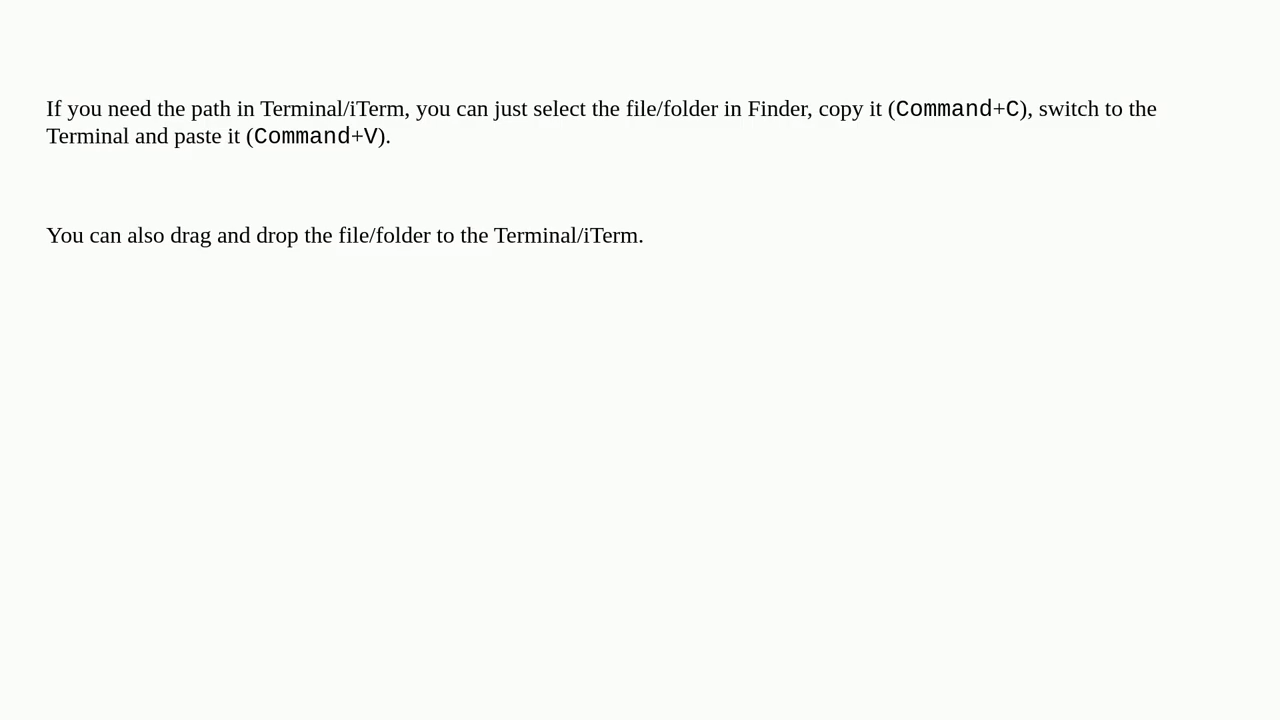 If you need the path in Terminal/iTerm, you can just select the file/folder in Finder, copy it (Command+C), switch to the
Terminal and paste it (Command+V).
You can also drag and drop the file/folder to the Terminal/iTerm.